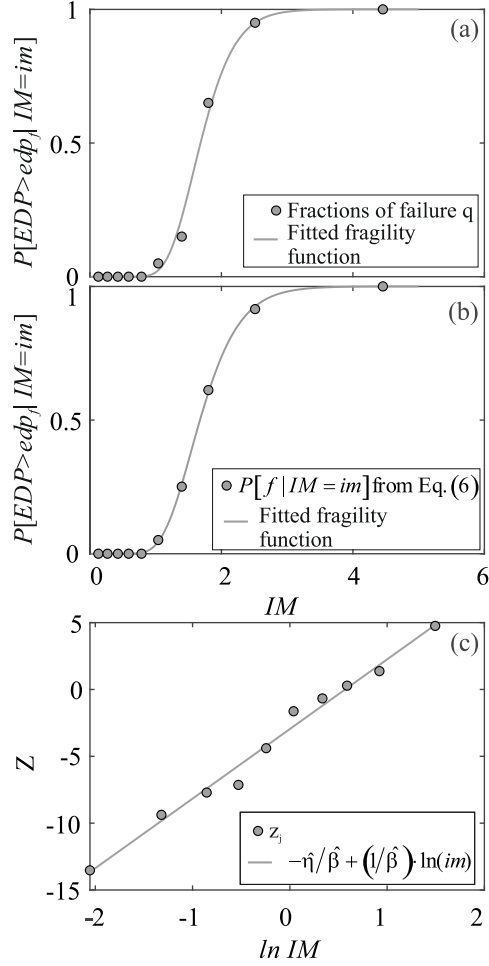 1
(a)
P[EDP>edp_f| IM=im]
0.5
Fractions of failure q
Fitted fragility
function
0
1
(b)
P[EDP>edp_f| IM=im]
0.5
P[f | IM = im] from Eq. (6)
Fitted fragility
function
0
0 2 4 6
IM
5
(c)
0
Z
-5
-10
z_j
−η̂/β̂ + (1/β̂)·ln(im)
-15
-2 -1 0 1 2
ln IM